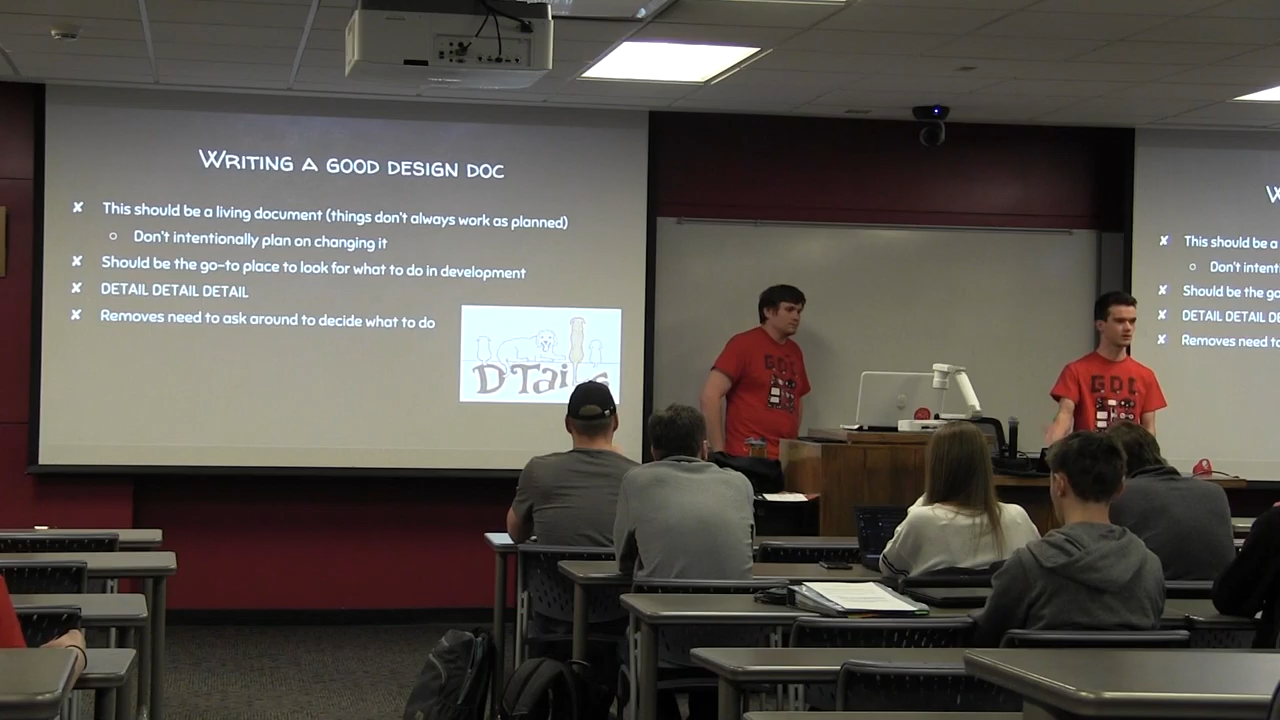 WRITING A GOOD DESIGN DOC
✘ This should be a living document (things don't always work as planned)
○ Don't intentionally plan on changing it
✘ Should be the go-to place to look for what to do in development
✘ DETAIL DETAIL DETAIL
✘ Removes need to ask around to decide what to do
D'Tails
GDC
GDC
W
✘ This should be a
○ Don't intenti
✘ Should be the go
✘ DETAIL DETAIL DE
✘ Removes need to